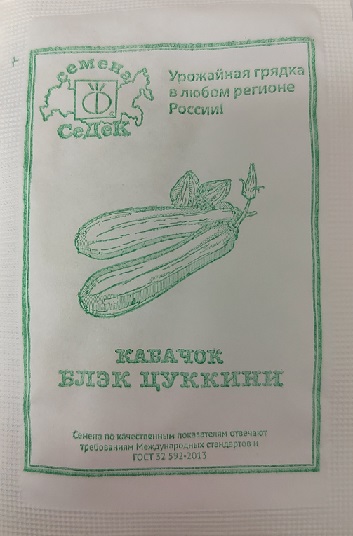 семена
СеДеК
Урожайная грядка
в любом регионе
России!
КАБАЧОК
БЛЭК ЦУККИНИ
Семена по качественным показателям отвечают
требованиям Международных стандартов и
ГОСТ 32 592-2013